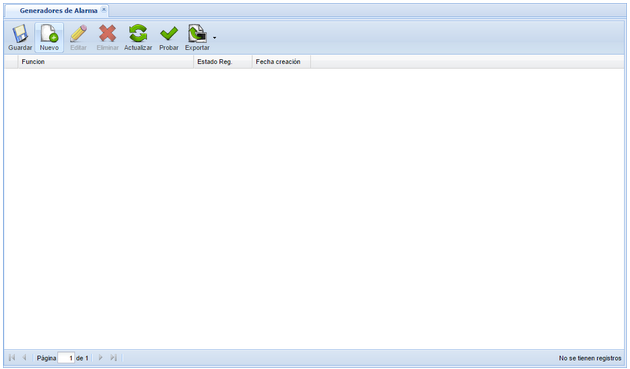 Generadores de Alarma
Guardar Nuevo Editar Eliminar Actualizar Probar Exportar
Funcion Estado Reg. Fecha creación
Página 1 de 1 No se tienen registros